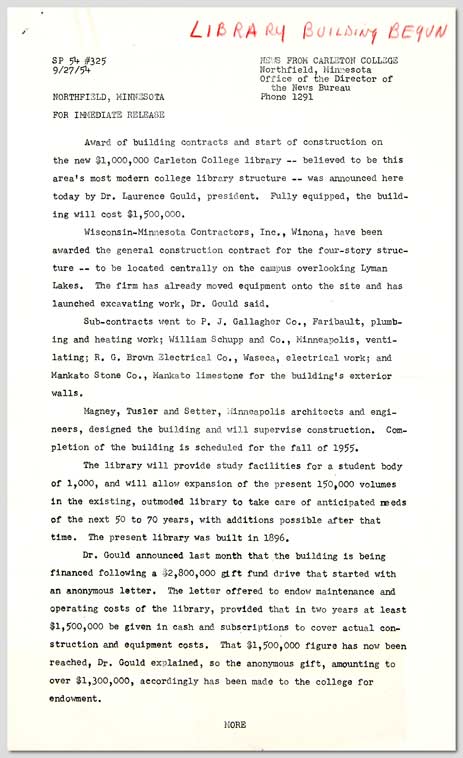 LIBRARY BUILDING BEGUN
SP 54 #325
9/27/54
NEWS FROM CARLETON COLLEGE
Northfield, Minnesota
Office of the Director of
the News Bureau
Phone 1291
NORTHFIELD, MINNESOTA
FOR IMMEDIATE RELEASE
Award of building contracts and start of construction on
the new $1,000,000 Carleton College library -- believed to be this
area's most modern college library structure -- was announced here
today by Dr. Laurence Gould, president. Fully equipped, the build-
ing will cost $1,500,000.
Wisconsin-Minnesota Contractors, Inc., Winona, have been
awarded the general construction contract for the four-story struc-
ture -- to be located centrally on the campus overlooking Lyman
Lakes. The firm has already moved equipment onto the site and has
launched excavating work, Dr. Gould said.
Sub-contracts went to P. J. Gallagher Co., Faribault, plumb-
ing and heating work; William Schupp and Co., Minneapolis, venti-
lating; R. G. Brown Electrical Co., Waseca, electrical work; and
Mankato Stone Co., Mankato limestone for the building's exterior
walls.
Magney, Tusler and Setter, Minneapolis architects and engi-
neers, designed the building and will supervise construction. Com-
pletion of the building is scheduled for the fall of 1955.
The library will provide study facilities for a student body
of 1,000, and will allow expansion of the present 150,000 volumes
in the existing, outmoded library to take care of anticipated needs
of the next 50 to 70 years, with additions possible after that
time. The present library was built in 1896.
Dr. Gould announced last month that the building is being
financed following a $2,800,000 gift fund drive that started with
an anonymous letter. The letter offered to endow maintenance and
operating costs of the library, provided that in two years at least
$1,500,000 be given in cash and subscriptions to cover actual con-
struction and equipment costs. That $1,500,000 figure has now been
reached, Dr. Gould explained, so the anonymous gift, amounting to
over $1,300,000, accordingly has been made to the college for
endowment.
MORE